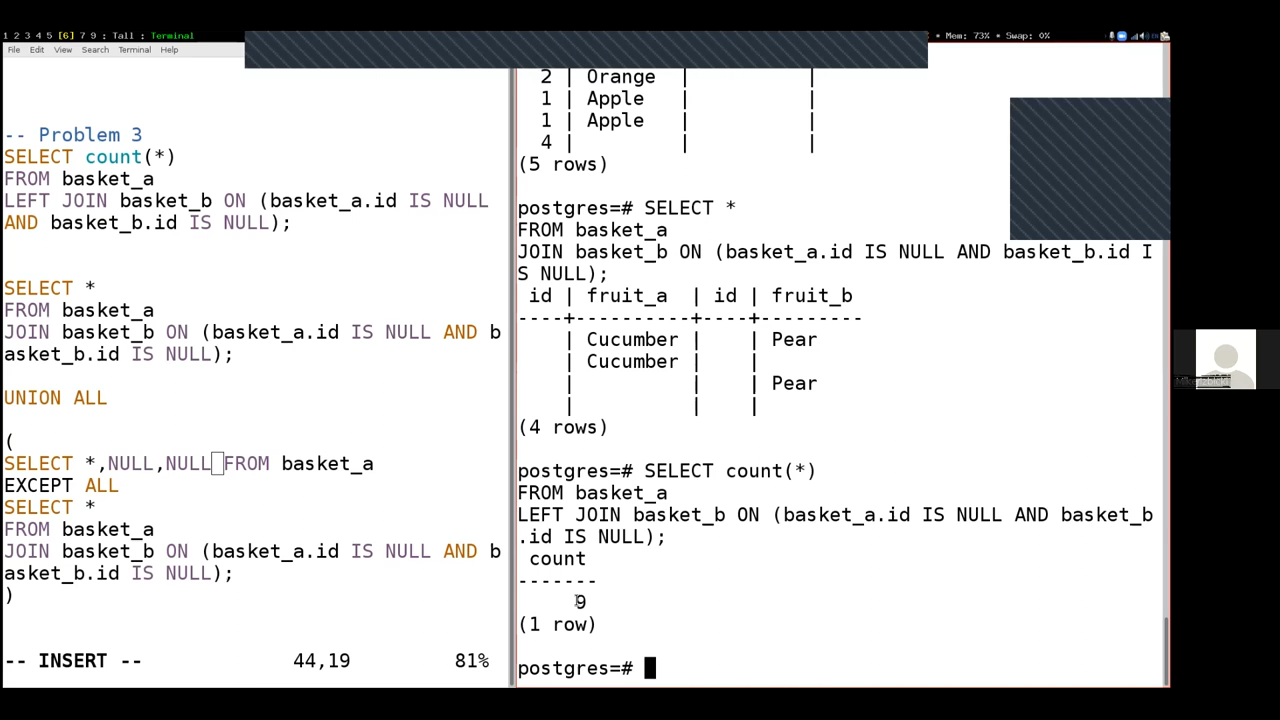 1 2 3 4 5 [6] 7 9 : Tall : Terminal
* Mem: 73% * Swap: 0%
File Edit View Search Terminal Help
-- Problem 3
SELECT count(*)
FROM basket_a
LEFT JOIN basket_b ON (basket_a.id IS NULL
AND basket_b.id IS NULL);
SELECT *
FROM basket_a
JOIN basket_b ON (basket_a.id IS NULL AND b
asket_b.id IS NULL);
UNION ALL
(
SELECT *,NULL,NULL FROM basket_a
EXCEPT ALL
SELECT *
FROM basket_a
JOIN basket_b ON (basket_a.id IS NULL AND b
asket_b.id IS NULL);
)
-- INSERT -- 44,19 81%
2 | Orange | |
1 | Apple | |
1 | Apple | |
4 | | |
(5 rows)
postgres=# SELECT *
FROM basket_a
JOIN basket_b ON (basket_a.id IS NULL AND basket_b.id I
S NULL);
id | fruit_a | id | fruit_b
----+----------+----+---------
| Cucumber | | Pear
| Cucumber | |
| | | Pear
| | |
(4 rows)
postgres=# SELECT count(*)
FROM basket_a
LEFT JOIN basket_b ON (basket_a.id IS NULL AND basket_b
.id IS NULL);
count
-------
9
(1 row)
postgres=#